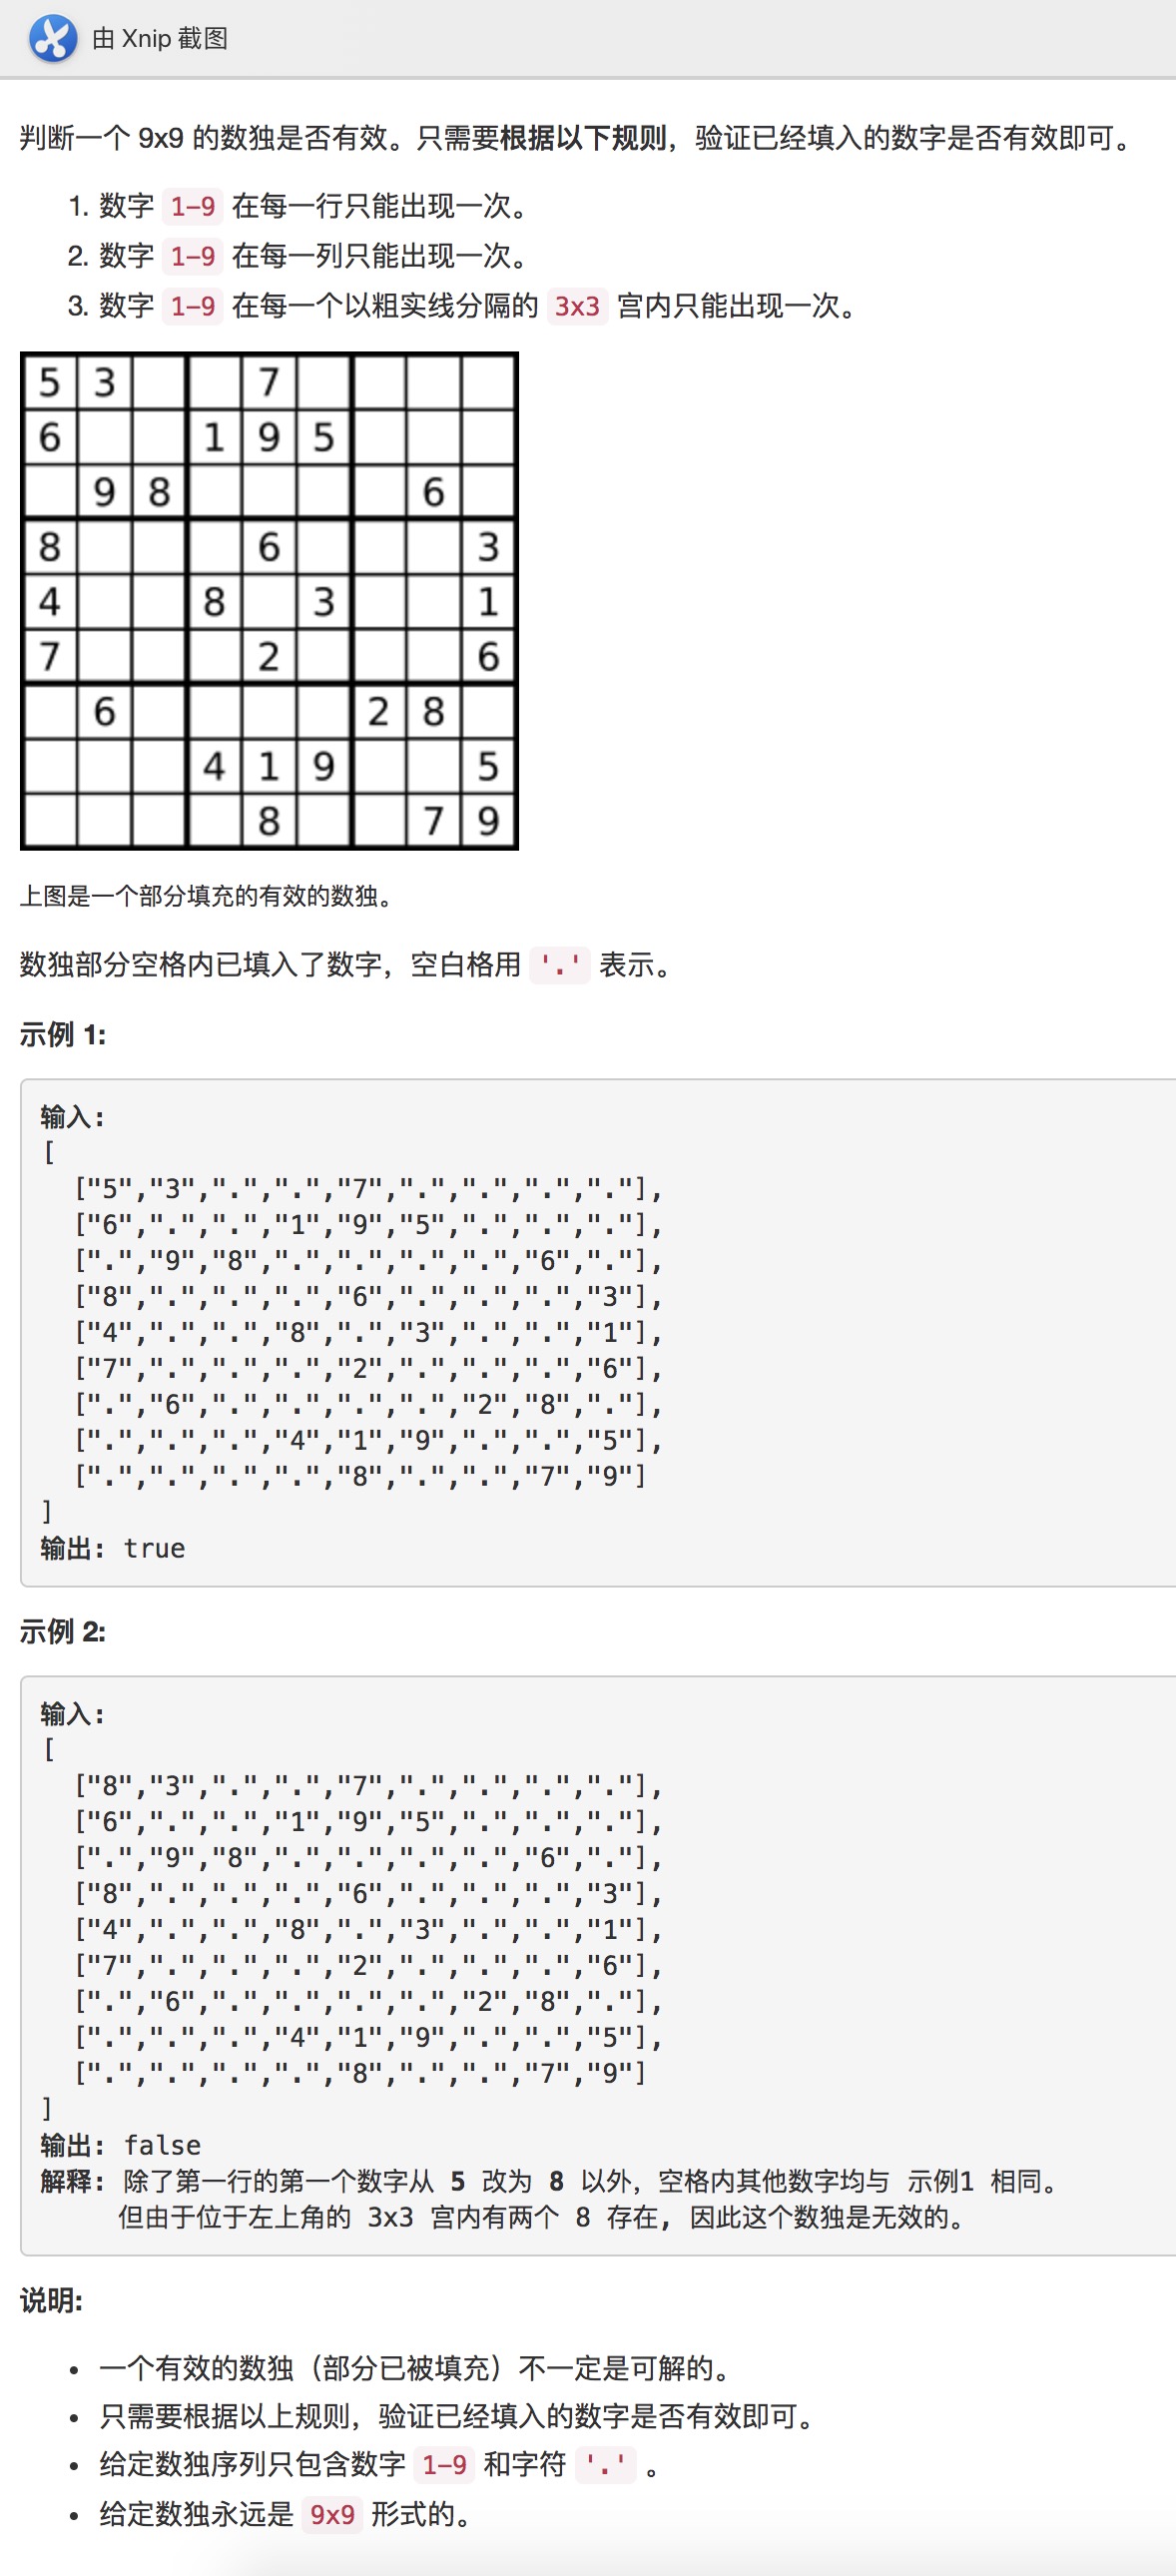 由 Xnip 截图
判断一个 9x9 的数独是否有效。只需要根据以下规则，验证已经填入的数字是否有效即可。
1. 数字 1-9 在每一行只能出现一次。
2. 数字 1-9 在每一列只能出现一次。
3. 数字 1-9 在每一个以粗实线分隔的 3x3 宫内只能出现一次。
5 3 7
6 1 9 5
9 8 6
8 6 3
4 8 3 1
7 2 6
6 2 8
4 1 9 5
8 7 9
上图是一个部分填充的有效的数独。
数独部分空格内已填入了数字，空白格用 '.' 表示。
示例 1:
输入:
[
["5","3",".",".","7",".",".",".","."],
["6",".",".","1","9","5",".",".","."],
[".","9","8",".",".",".",".","6","."],
["8",".",".",".","6",".",".",".","3"],
["4",".",".","8",".","3",".",".","1"],
["7",".",".",".","2",".",".",".","6"],
[".","6",".",".",".",".","2","8","."],
[".",".",".","4","1","9",".",".","5"],
[".",".",".",".","8",".",".","7","9"]
]
输出: true
示例 2:
输入:
[
["8","3",".",".","7",".",".",".","."],
["6",".",".","1","9","5",".",".","."],
[".","9","8",".",".",".",".","6","."],
["8",".",".",".","6",".",".",".","3"],
["4",".",".","8",".","3",".",".","1"],
["7",".",".",".","2",".",".",".","6"],
[".","6",".",".",".",".","2","8","."],
[".",".",".","4","1","9",".",".","5"],
[".",".",".",".","8",".",".","7","9"]
]
输出: false
解释: 除了第一行的第一个数字从 5 改为 8 以外，空格内其他数字均与 示例1 相同。
但由于位于左上角的 3x3 宫内有两个 8 存在, 因此这个数独是无效的。
说明:
• 一个有效的数独（部分已被填充）不一定是可解的。
• 只需要根据以上规则，验证已经填入的数字是否有效即可。
• 给定数独序列只包含数字 1-9 和字符 '.' 。
• 给定数独永远是 9x9 形式的。